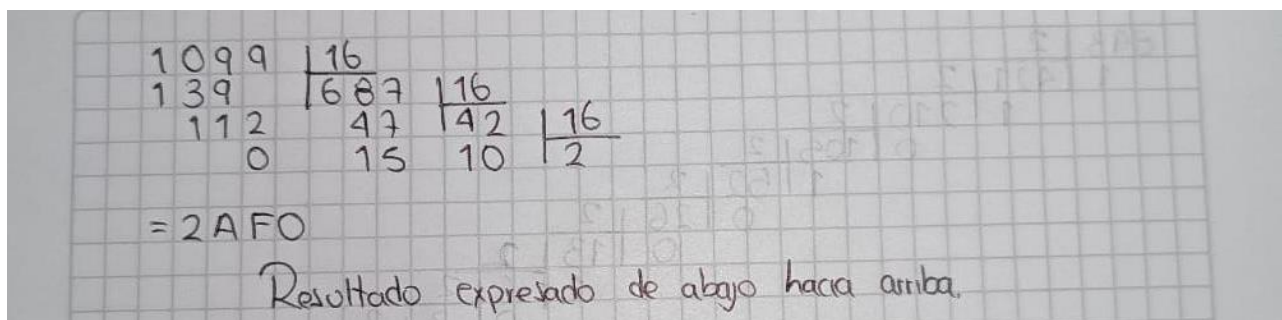 1099 16
139 687 16
112 47 42 16
0 15 10 2
= 2AF0
Resultado expresado de abajo hacia arriba.